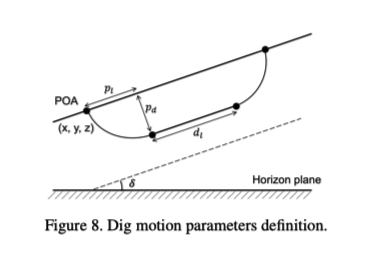 p_l
POA
p_d
(x, y, z)
d_l
δ
Horizon plane
Figure 8. Dig motion parameters definition.